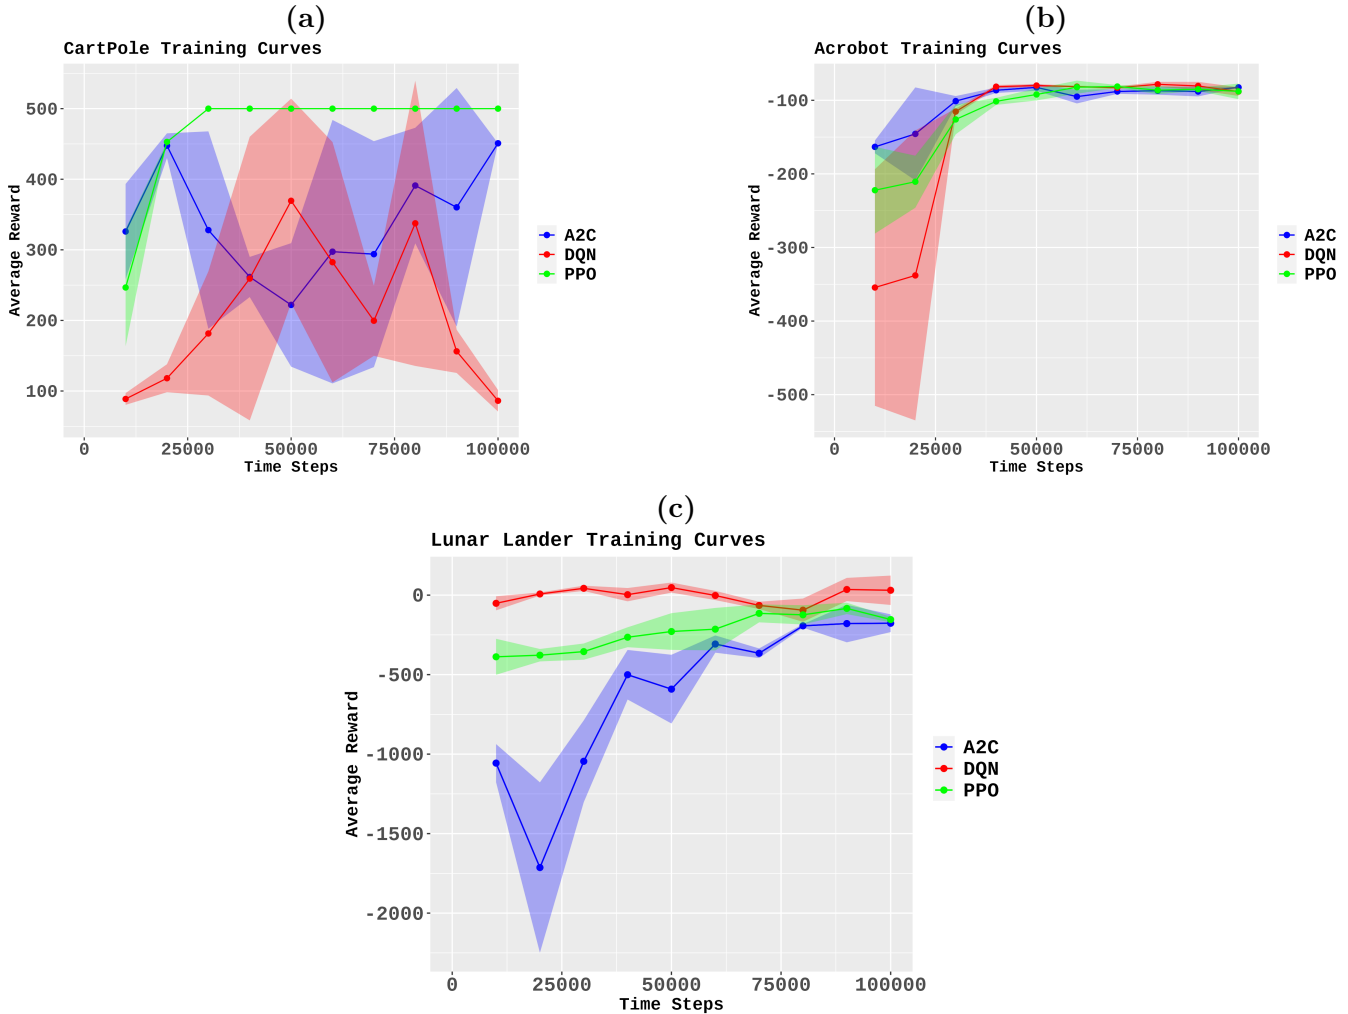 (a)
CartPole Training Curves
500
400
300
200
100
0 25000 50000 75000 100000
Time Steps
Average Reward
A2C
DQN
PPO
(b)
Acrobot Training Curves
-100
-200
-300
-400
-500
0 25000 50000 75000 100000
Time Steps
Average Reward
A2C
DQN
PPO
(c)
Lunar Lander Training Curves
0
-500
-1000
-1500
-2000
0 25000 50000 75000 100000
Time Steps
Average Reward
A2C
DQN
PPO